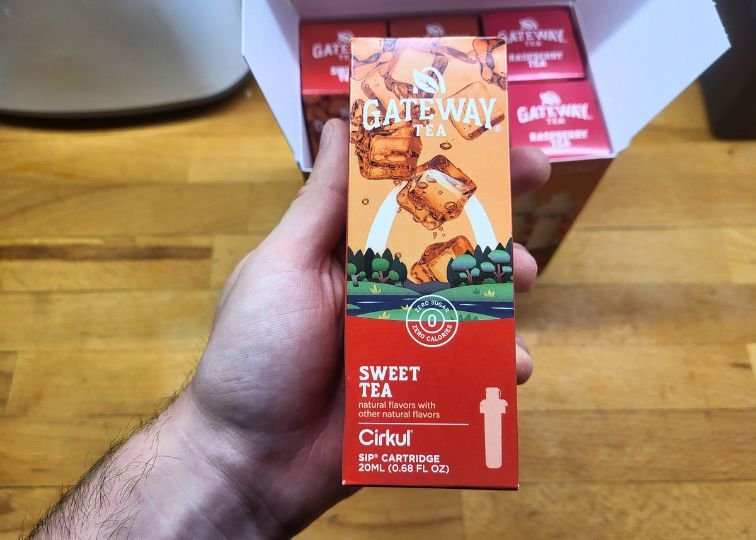 GATEWAY
TEA
GATEWAY
TEA
RASPBERRY
TEA
GATEWAY
TEA
RASPBERRY
TEA
GATEWAY®
TEA
ZERO SUGAR
0
ZERO CALORIES
SWEET
TEA
natural flavors with
other natural flavors
Cirkul®
SIP® CARTRIDGE
20ML (0.68 FL OZ)